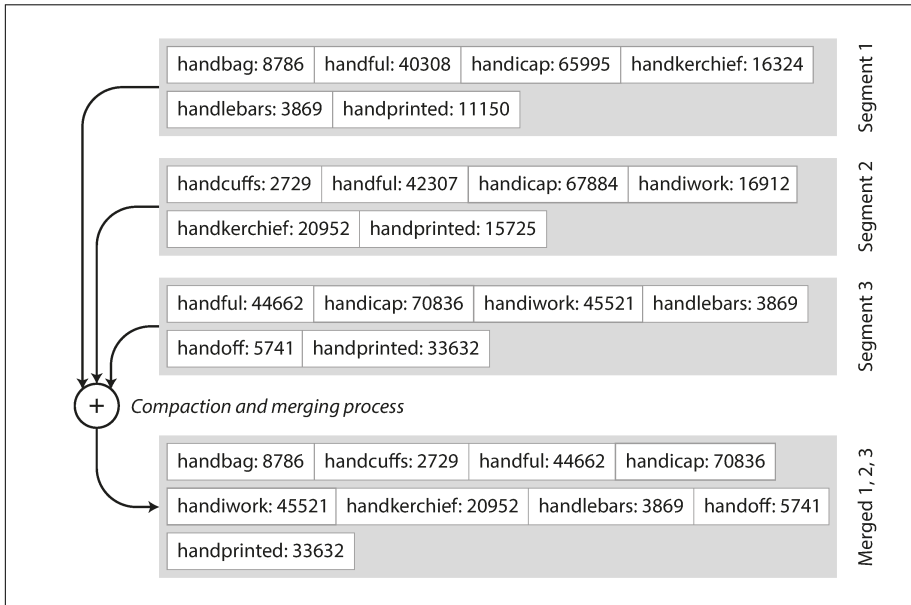 handbag: 8786 handful: 40308 handicap: 65995 handkerchief: 16324
handlebars: 3869 handprinted: 11150
Segment 1
handcuffs: 2729 handful: 42307 handicap: 67884 handiwork: 16912
handkerchief: 20952 handprinted: 15725
Segment 2
handful: 44662 handicap: 70836 handiwork: 45521 handlebars: 3869
handoff: 5741 handprinted: 33632
Segment 3
+ Compaction and merging process
handbag: 8786 handcuffs: 2729 handful: 44662 handicap: 70836
handiwork: 45521 handkerchief: 20952 handlebars: 3869 handoff: 5741
handprinted: 33632
Merged 1, 2, 3